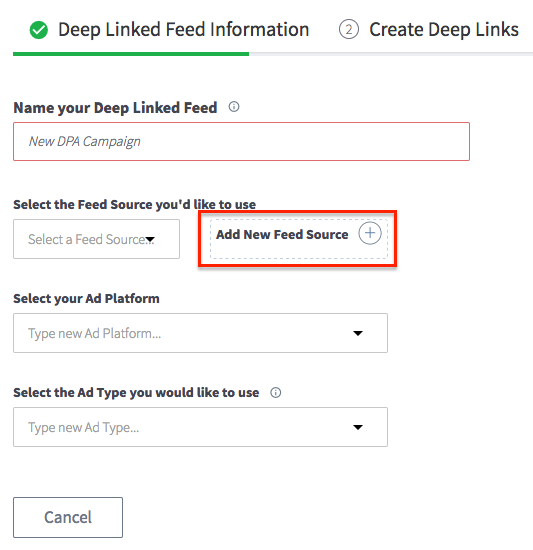 Deep Linked Feed Information 2 Create Deep Links
Name your Deep Linked Feed
New DPA Campaign
Select the Feed Source you'd like to use
Select a Feed Source... Add New Feed Source
Select your Ad Platform
Type new Ad Platform...
Select the Ad Type you would like to use
Type new Ad Type...
Cancel